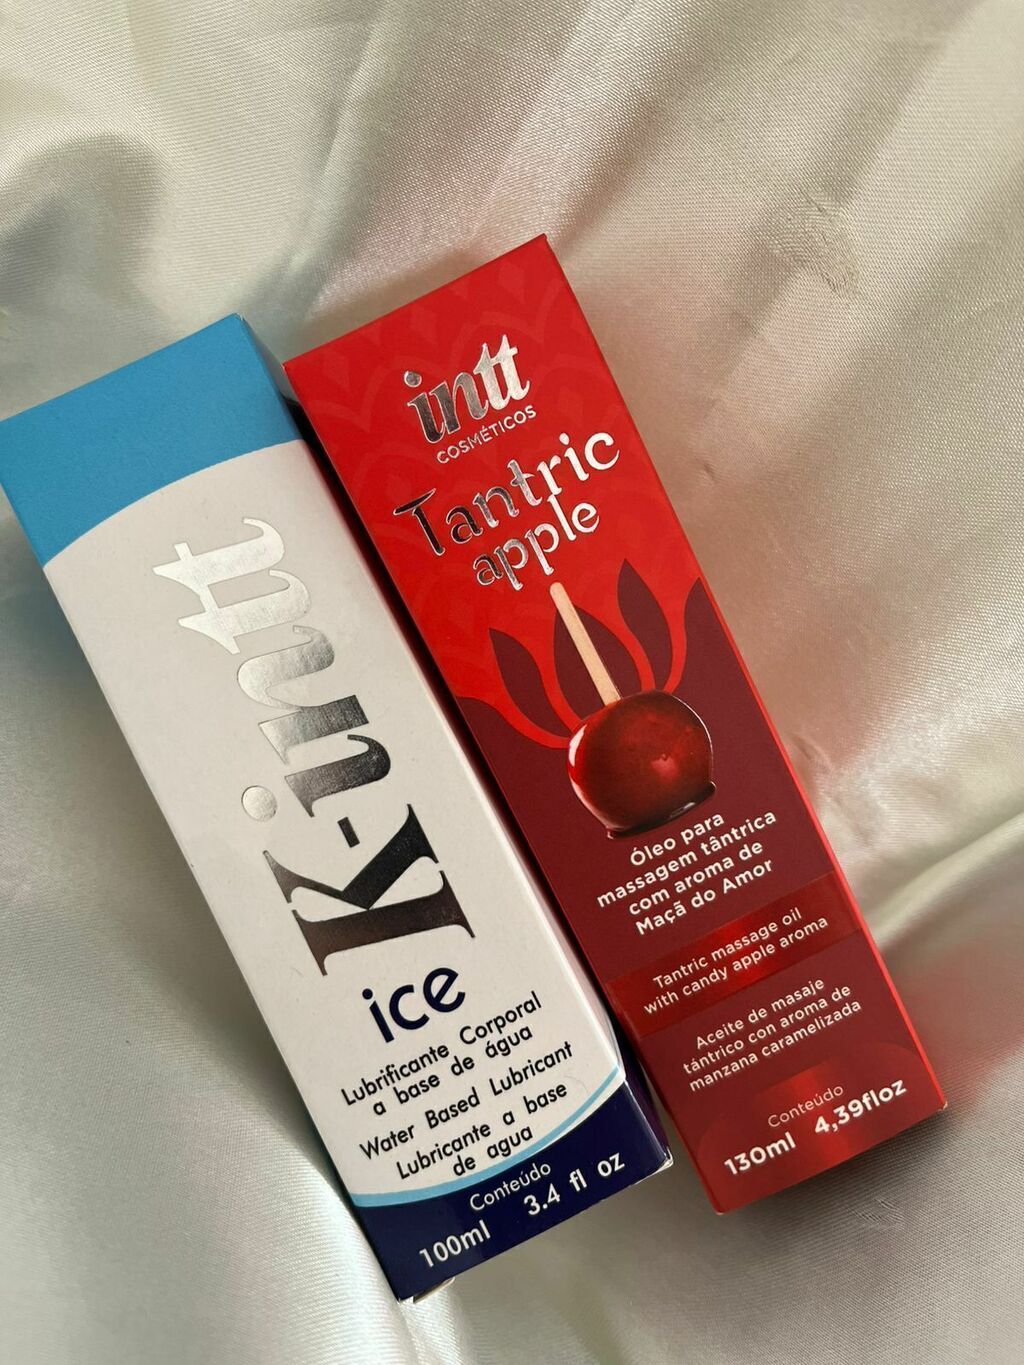 K-intt
ice
Lubrificante Corporal
a base de água
Water Based Lubricant
Lubricante a base
de agua
Conteúdo
100ml 3.4 fl oz
intt
COSMÉTICOS
Tantric
apple
Óleo para
massagem tântrica
com aroma de
Maçã do Amor
Tantric massage oil
with candy apple aroma
Aceite de masaje
tántrico con aroma de
manzana caramelizada
Conteúdo
130ml 4,39floz